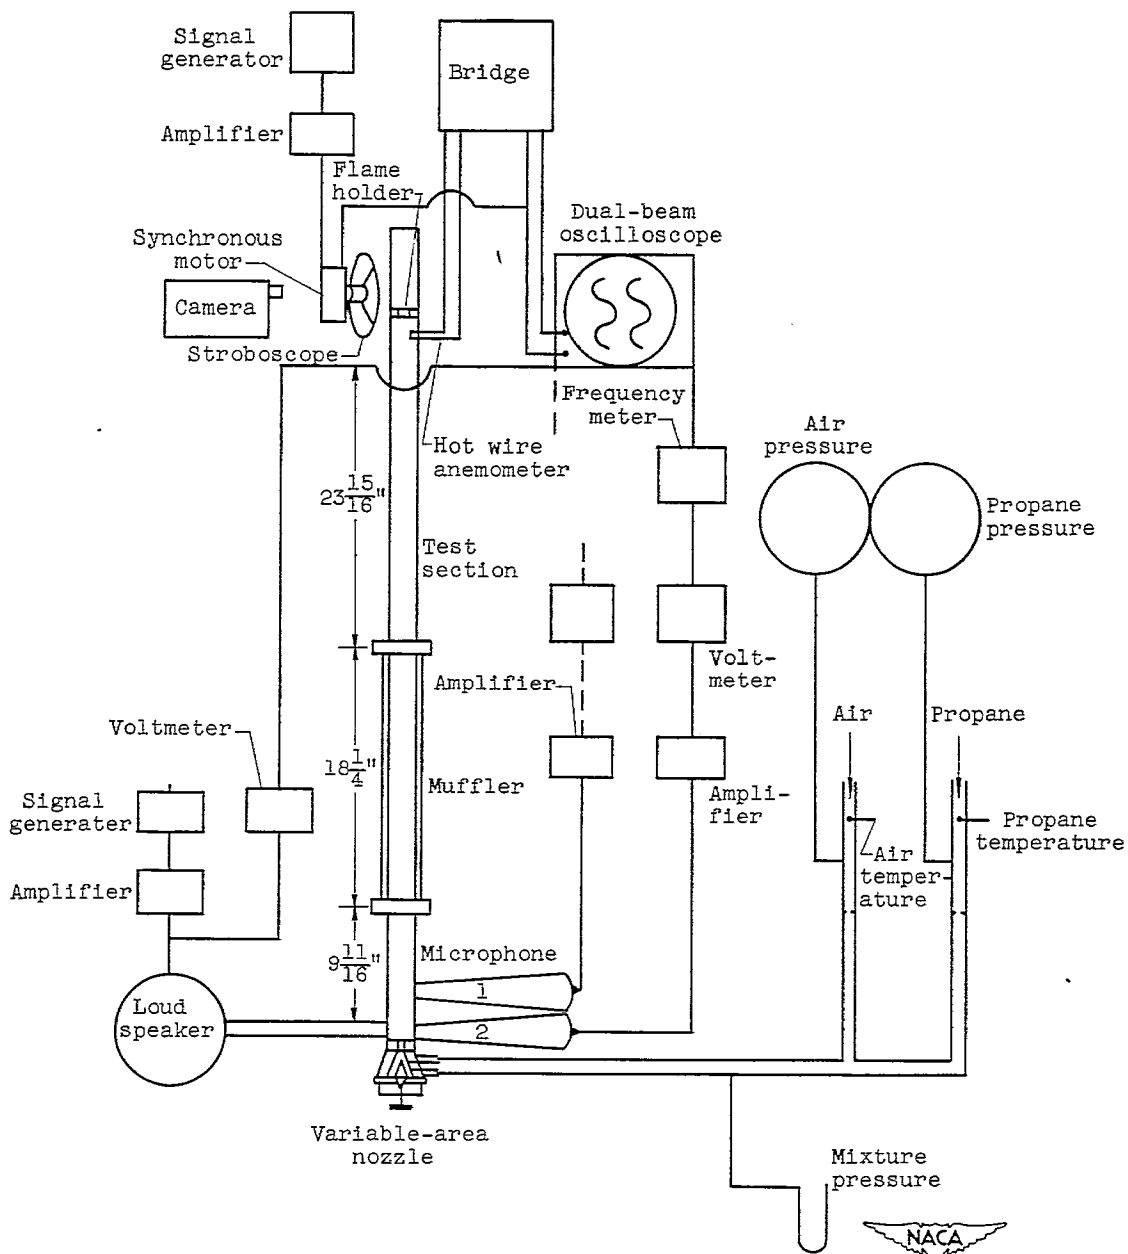 Signal
generator
Bridge
Amplifier
Flame
holder
Dual-beam
oscilloscope
Synchronous
motor
Camera
Stroboscope
Frequency
meter
Air
pressure
Hot wire
anemometer
23 15/16"
Propane
pressure
Test
section
Volt-
meter
Amplifier
Air
Propane
Voltmeter
18 1/4"
Muffler
Signal
generater
Ampli-
fier
Propane
temperature
Air
temper-
ature
Amplifier
9 11/16"
Microphone
1
2
Loud
speaker
Variable-area
nozzle
Mixture
pressure
NACA